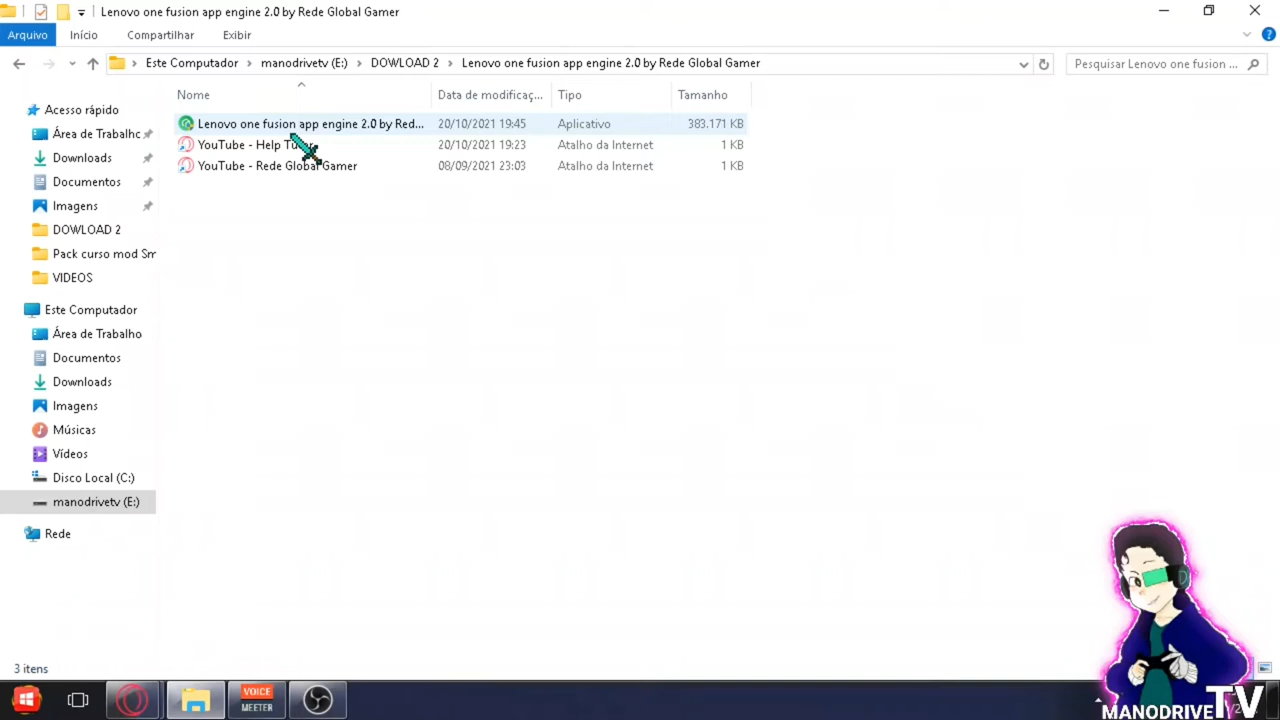 Lenovo one fusion app engine 2.0 by Rede Global Gamer
Arquivo Início Compartilhar Exibir
Este Computador manodrivetv (E:) DOWLOAD 2 Lenovo one fusion app engine 2.0 by Rede Global Gamer
Pesquisar Lenovo one fusion ...
Nome Data de modificaç... Tipo Tamanho
Lenovo one fusion app engine 2.0 by Red... 20/10/2021 19:45 Aplicativo 383.171 KB
YouTube - Help 20/10/2021 19:23 Atalho da Internet 1 KB
YouTube - Rede Global Gamer 08/09/2021 23:03 Atalho da Internet 1 KB
Acesso rápido
Área de Trabalhc
Downloads
Documentos
Imagens
DOWLOAD 2
Pack curso mod Sm
VIDEOS
Este Computador
Área de Trabalho
Documentos
Downloads
Imagens
Músicas
Vídeos
Disco Local (C:)
manodrivetv (E:)
Rede
3 itens
VOICE
MEETER
MANODRIVE TV